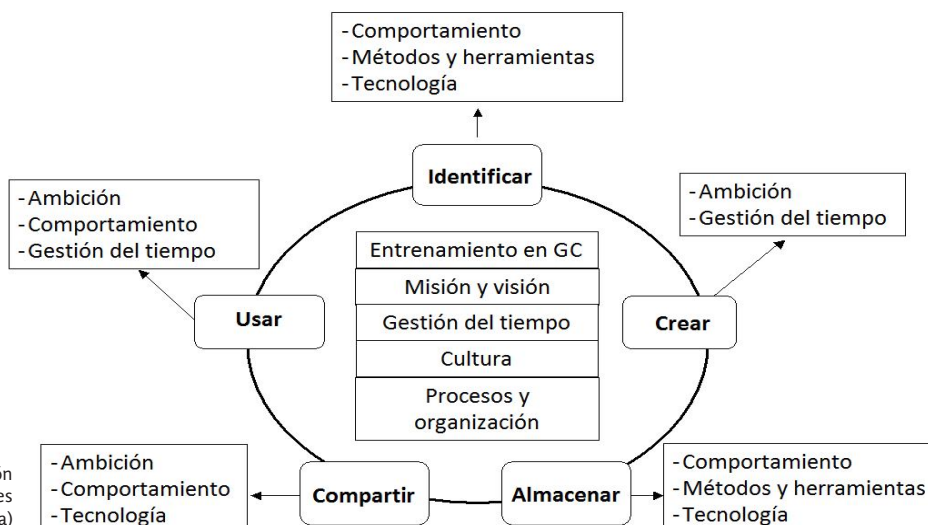 -Comportamiento
-Métodos y herramientas
-Tecnología
Identificar
-Ambición
-Comportamiento
-Gestión del tiempo
-Ambición
-Gestión del tiempo
Entrenamiento en GC
Misión y visión
Gestión del tiempo
Cultura
Procesos y
organización
Usar
Crear
-Ambición
-Comportamiento
-Tecnología
Compartir
Almacenar
-Comportamiento
-Métodos y herramientas
-Tecnología